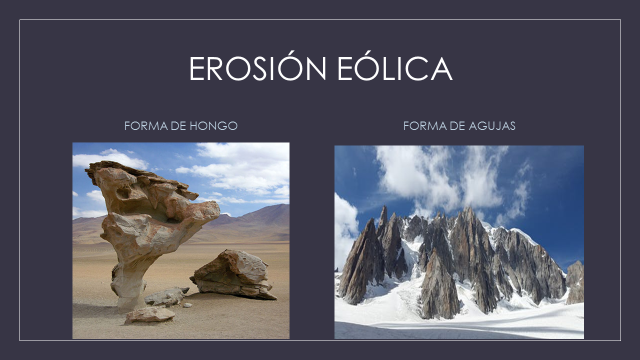 EROSIÓN EÓLICA
FORMA DE HONGO
FORMA DE AGUJAS